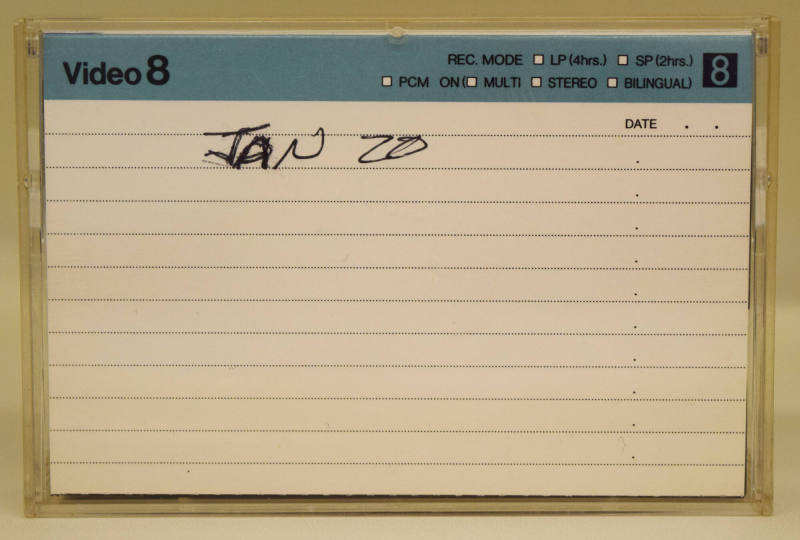 Video 8
REC. MODE □ LP (4hrs.) □ SP (2hrs.)
□ PCM ON (□ MULTI □ STEREO □ BILINGUAL)
8
DATE . .
JAN 20